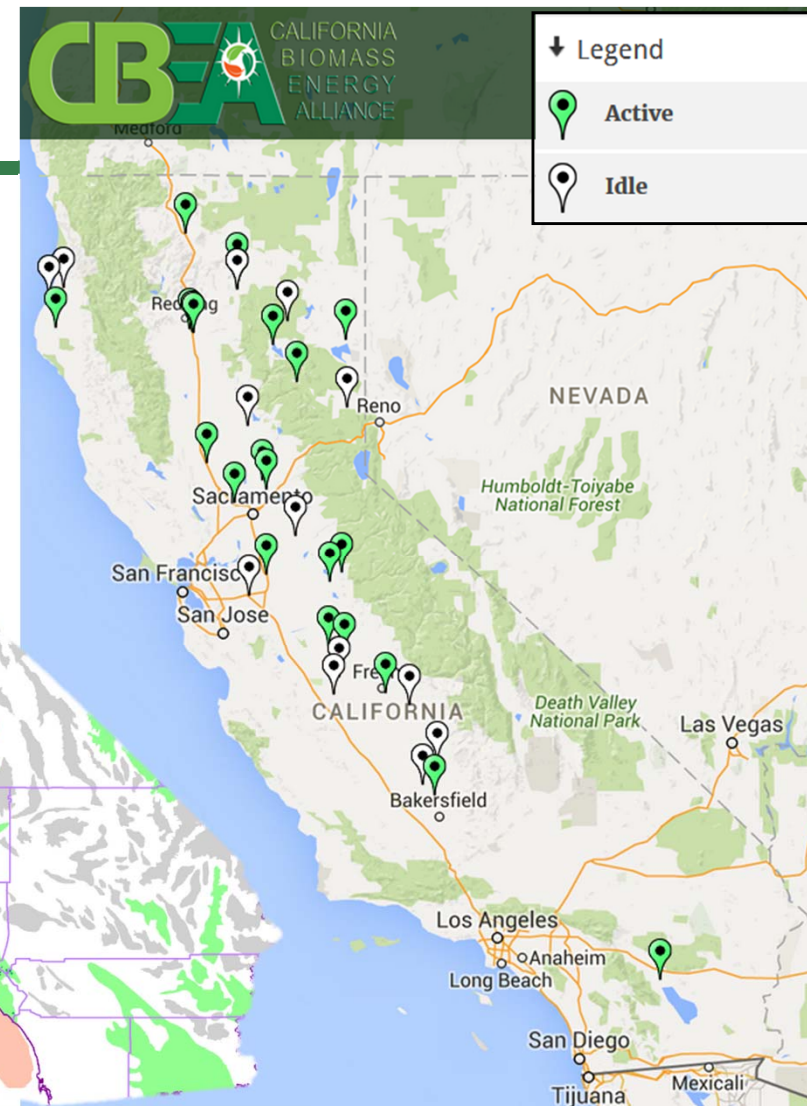 CBEA
CALIFORNIA
BIOMASS
ENERGY
ALLIANCE
Legend
Active
Idle
Medford
Reno
NEVADA
Humboldt-Toiyabe
National Forest
Sacramento
San Francisc
San Jose
CALIFORNIA
Death Valley
National Park
Las Vegas
Bakersfield
Los Angeles
Anaheim
Long Beach
San Diego
Mexicali
Tijuana